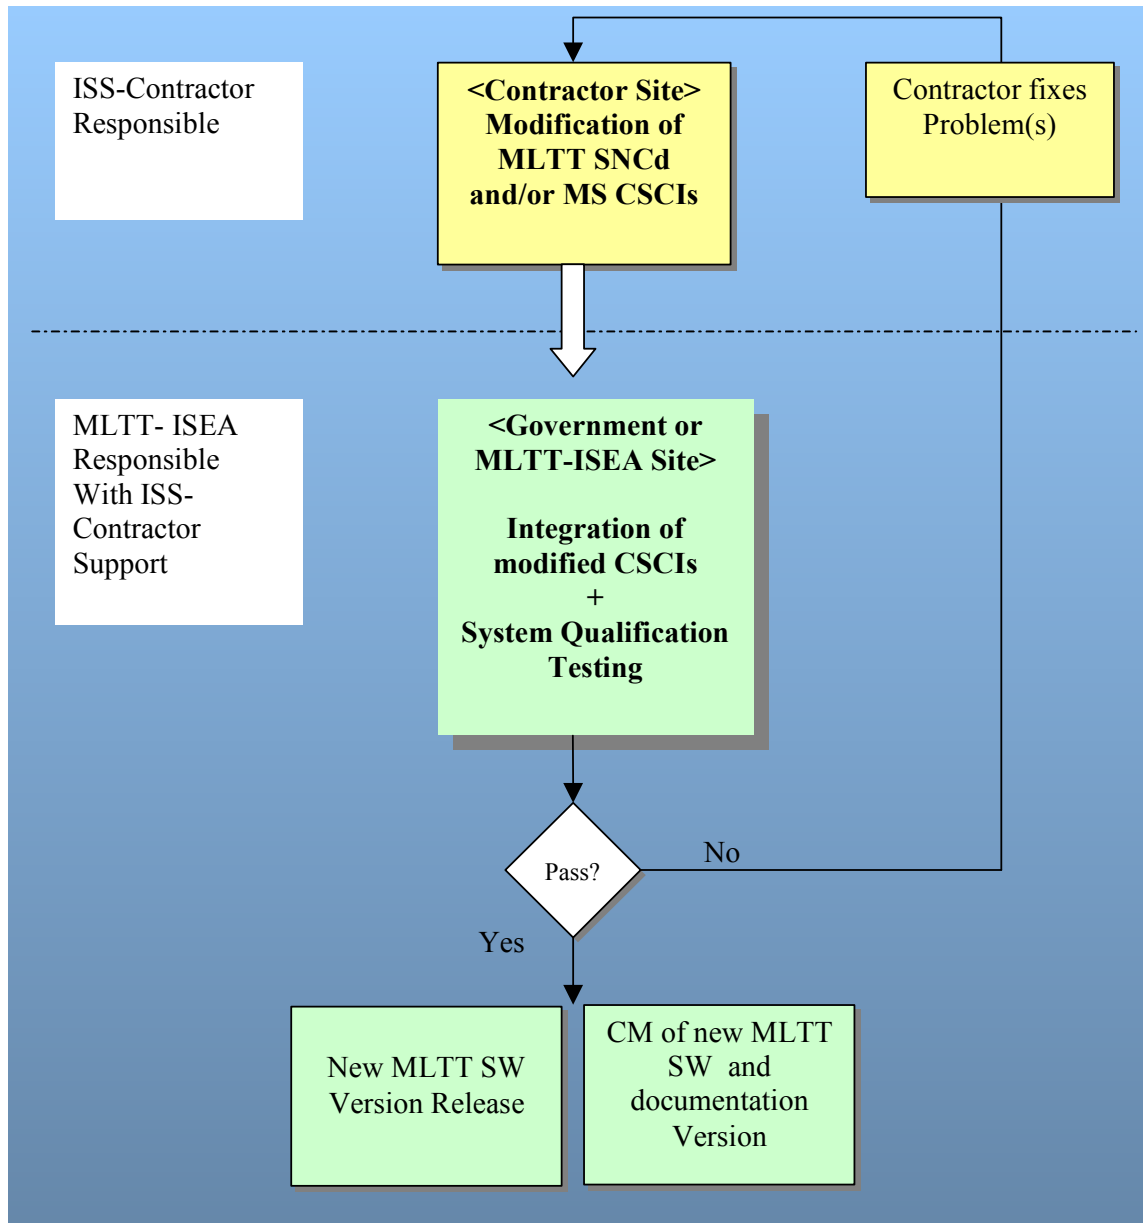 ISS-Contractor
Responsible
<Contractor Site>
Modification of
MLTT SNCd
and/or MS CSCIs
Contractor fixes
Problem(s)
MLTT- ISEA
Responsible
With ISS-
Contractor
Support
<Government or
MLTT-ISEA Site>
Integration of
modified CSCIs
+
System Qualification
Testing
Pass?
No
Yes
New MLTT SW
Version Release
CM of new MLTT
SW and
documentation
Version